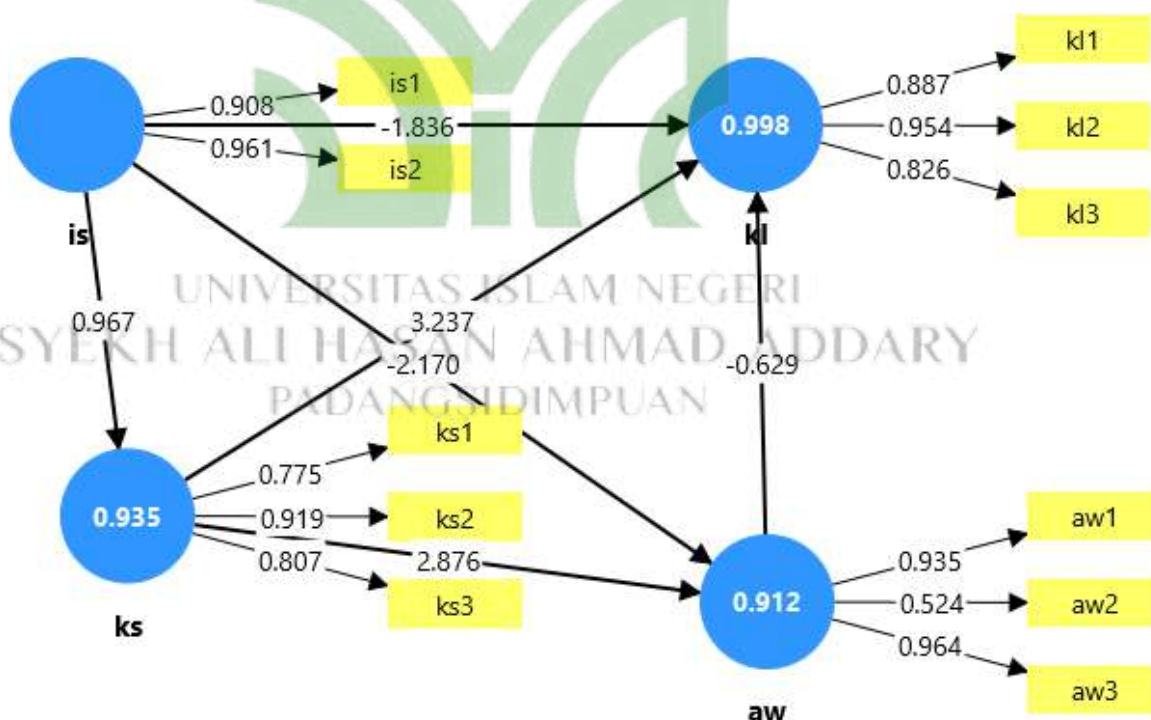 kl1
is1
0.908
0.887
-1.836
0.998
0.954
kl2
0.961
is2
0.826
kl3
is
kl
UNIVERSITAS ISLAM NEGERI
0.967
3.237
SYEKH ALI HASAN AHMAD ADDARY
-2.170
-0.629
PADANGSIDIMPUAN
ks1
0.775
0.935
0.919
ks2
aw1
0.807
2.876
0.935
ks3
0.912
0.524
aw2
ks
0.964
aw3
aw